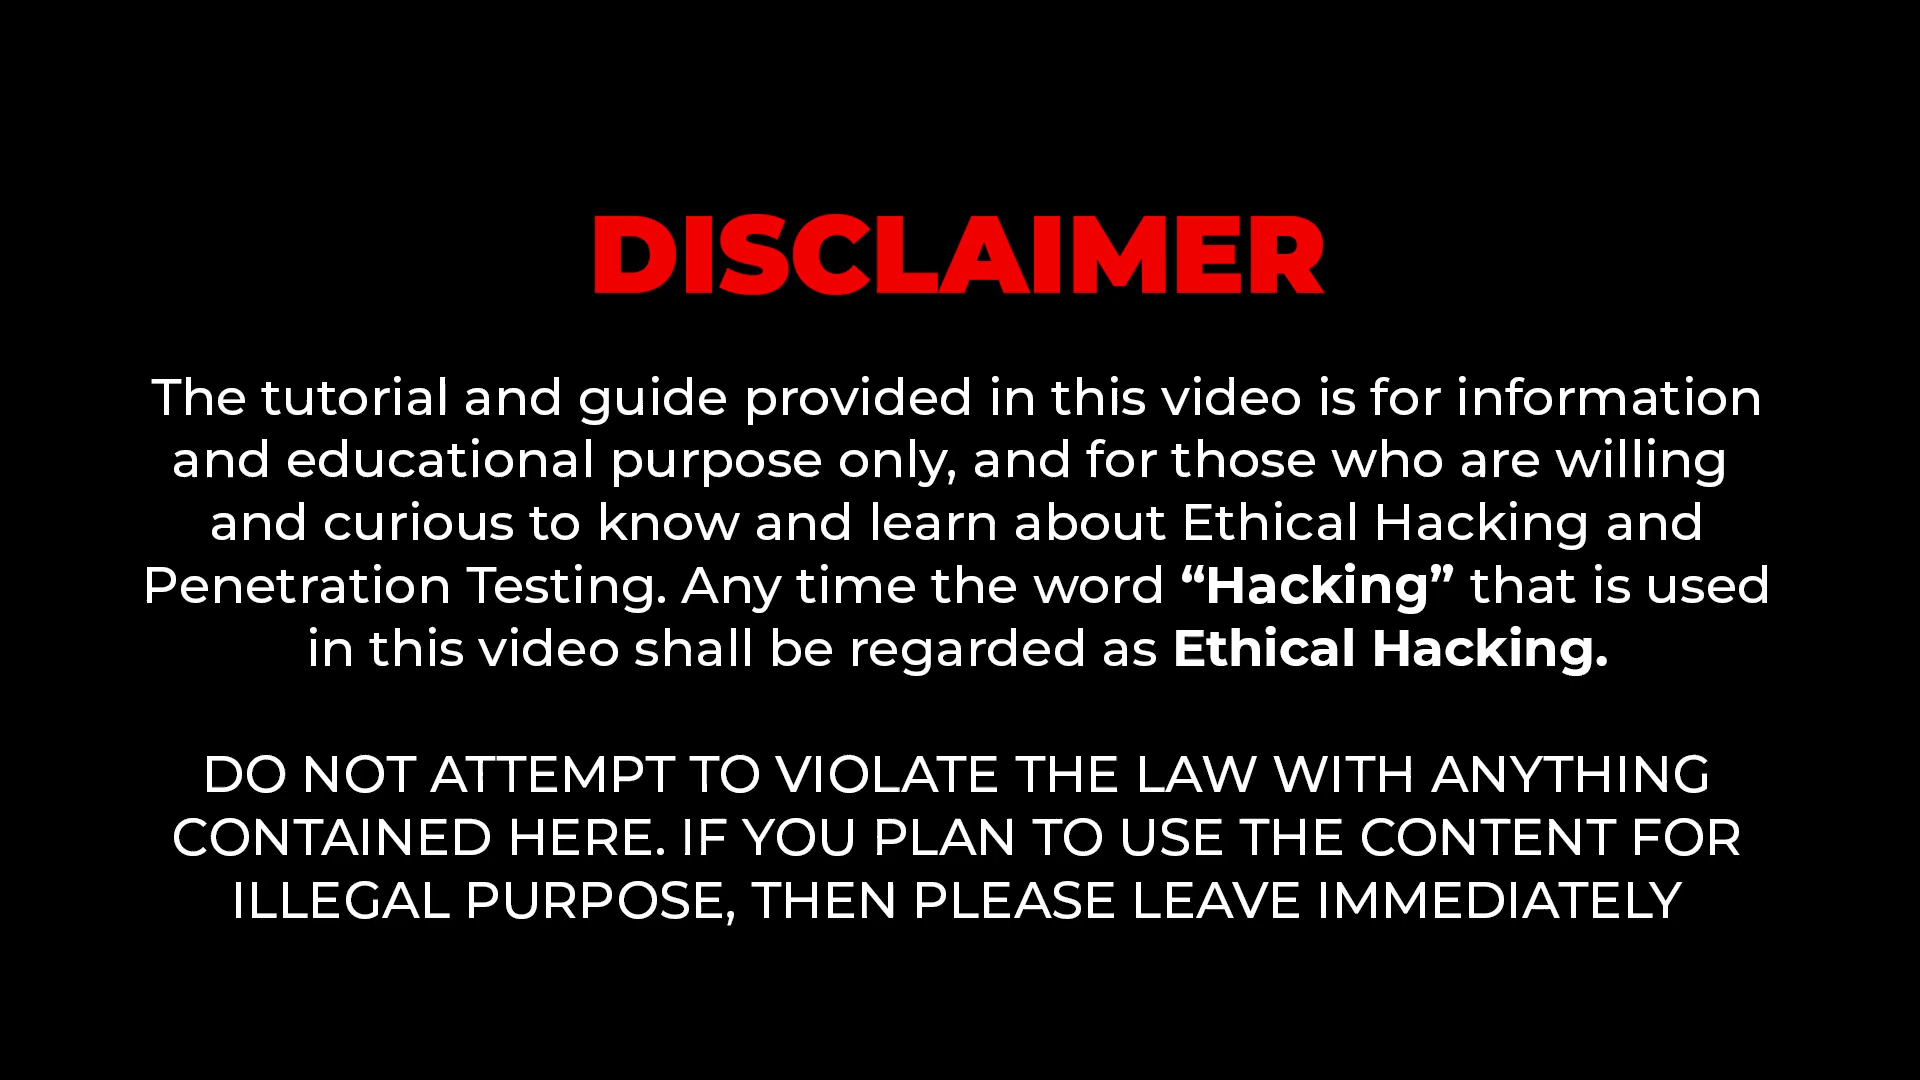 DISCLAIMER
The tutorial and guide provided in this video is for information
and educational purpose only, and for those who are willing
and curious to know and learn about Ethical Hacking and
Penetration Testing. Any time the word “Hacking” that is used
in this video shall be regarded as Ethical Hacking.
DO NOT ATTEMPT TO VIOLATE THE LAW WITH ANYTHING
CONTAINED HERE. IF YOU PLAN TO USE THE CONTENT FOR
ILLEGAL PURPOSE, THEN PLEASE LEAVE IMMEDIATELY